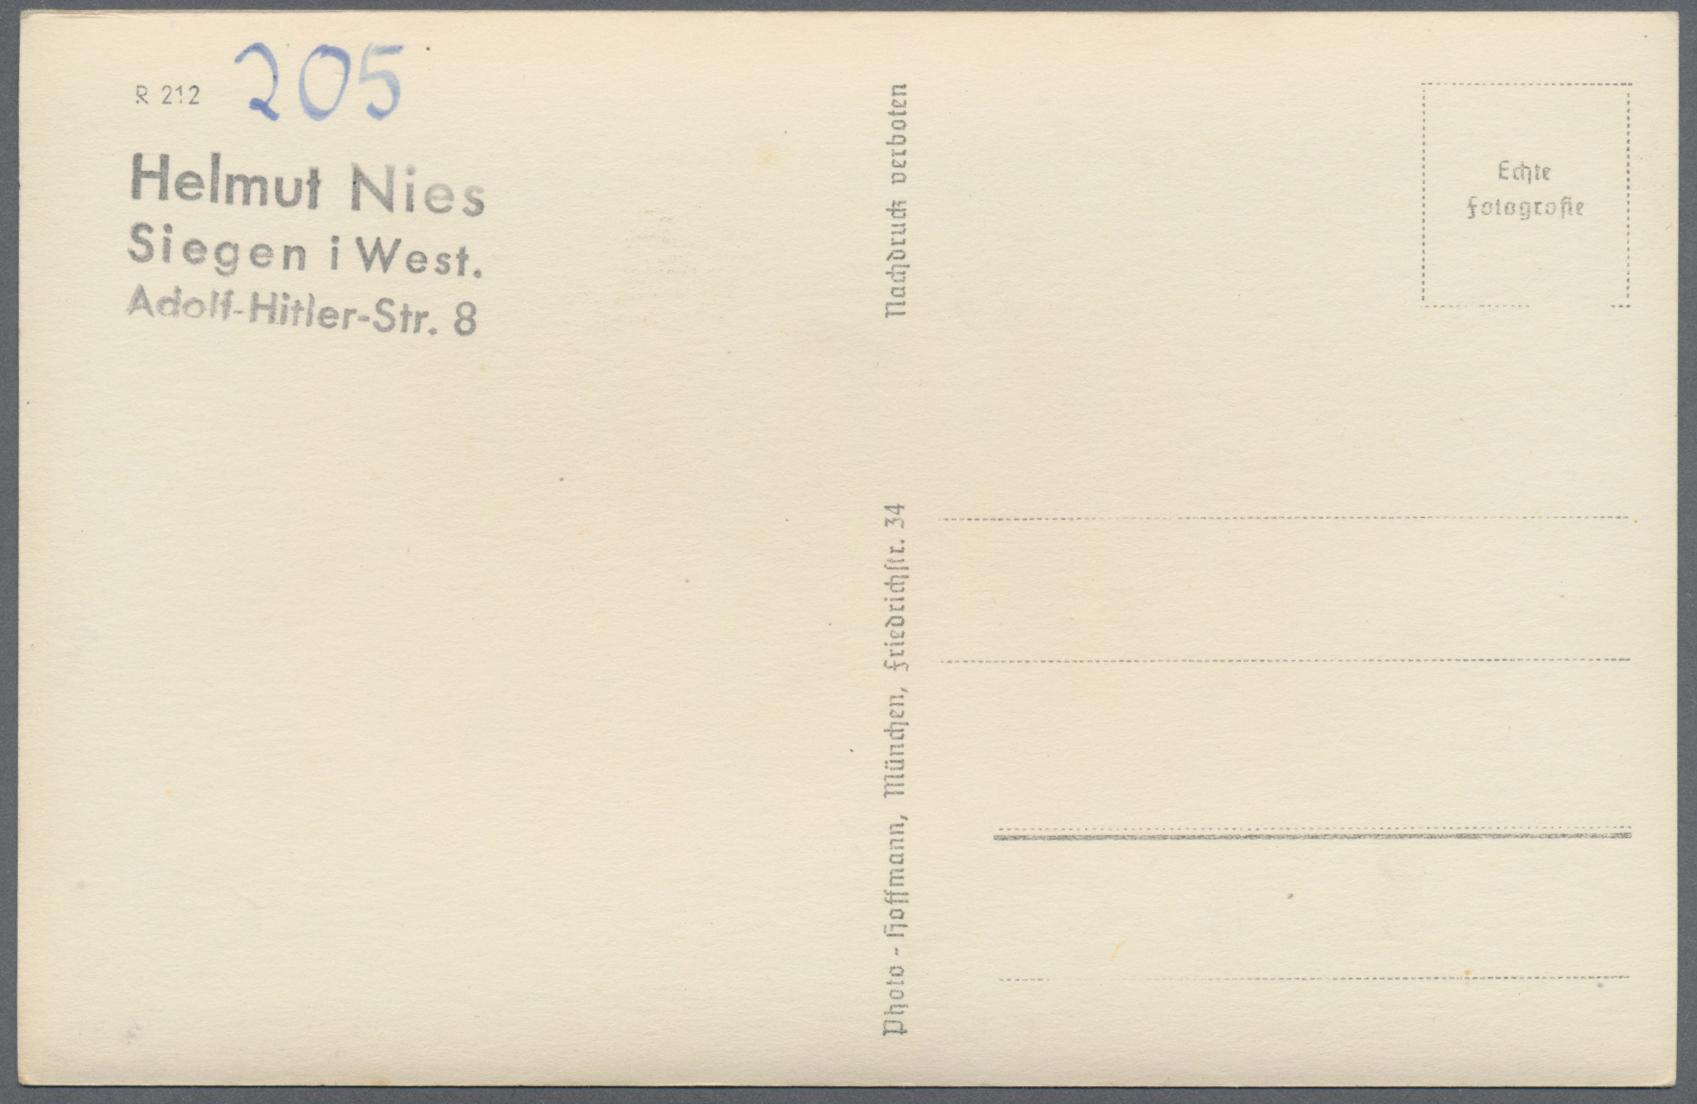 R 212
205
Helmut Nies
Siegen i West.
Adolf-Hitler-Str. 8
Photo-Hoffmann, München, Friedrichstr. 34
Nachdruck verboten
Echte
Fotografie